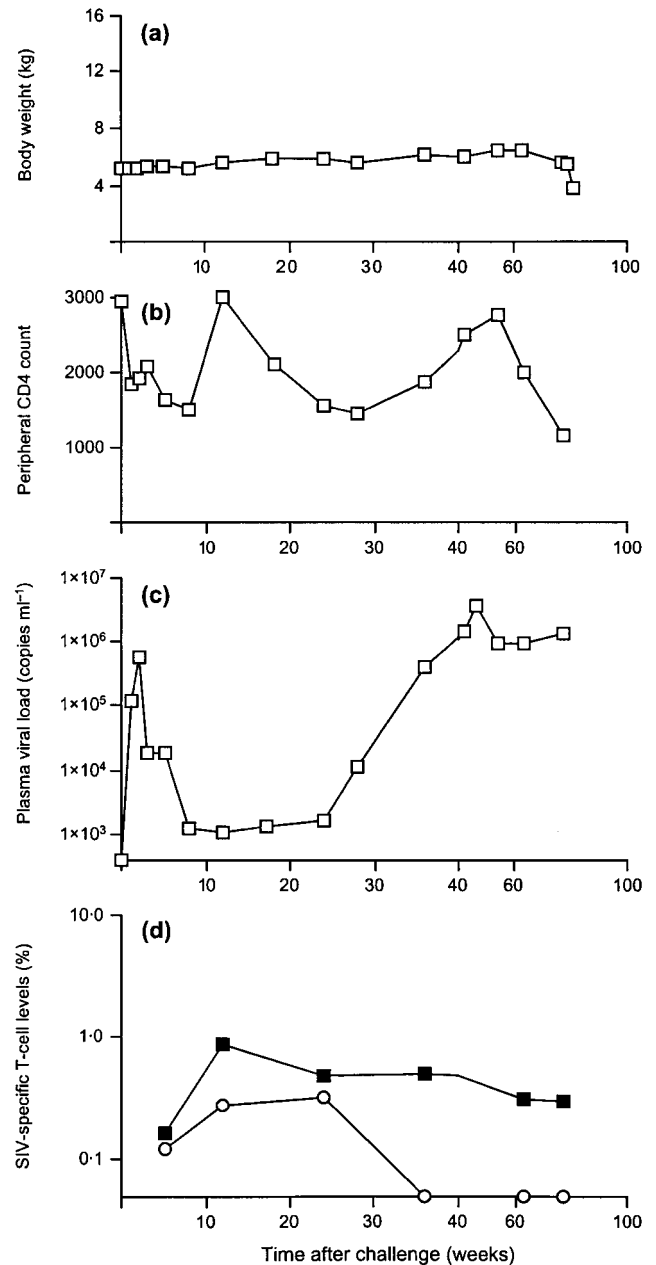 (a)
Body weight (kg)
16
12
8
4
10 20 30 40 60 100
(b)
Peripheral CD4 count
3000
2000
1000
10 20 30 40 60 100
(c)
Plasma viral load (copies ml⁻¹)
1×10⁷
1×10⁶
1×10⁵
1×10⁴
1×10³
10 20 30 40 60 100
(d)
SIV-specific T-cell levels (%)
10·0
1·0
0·1
10 20 30 40 60 100
Time after challenge (weeks)